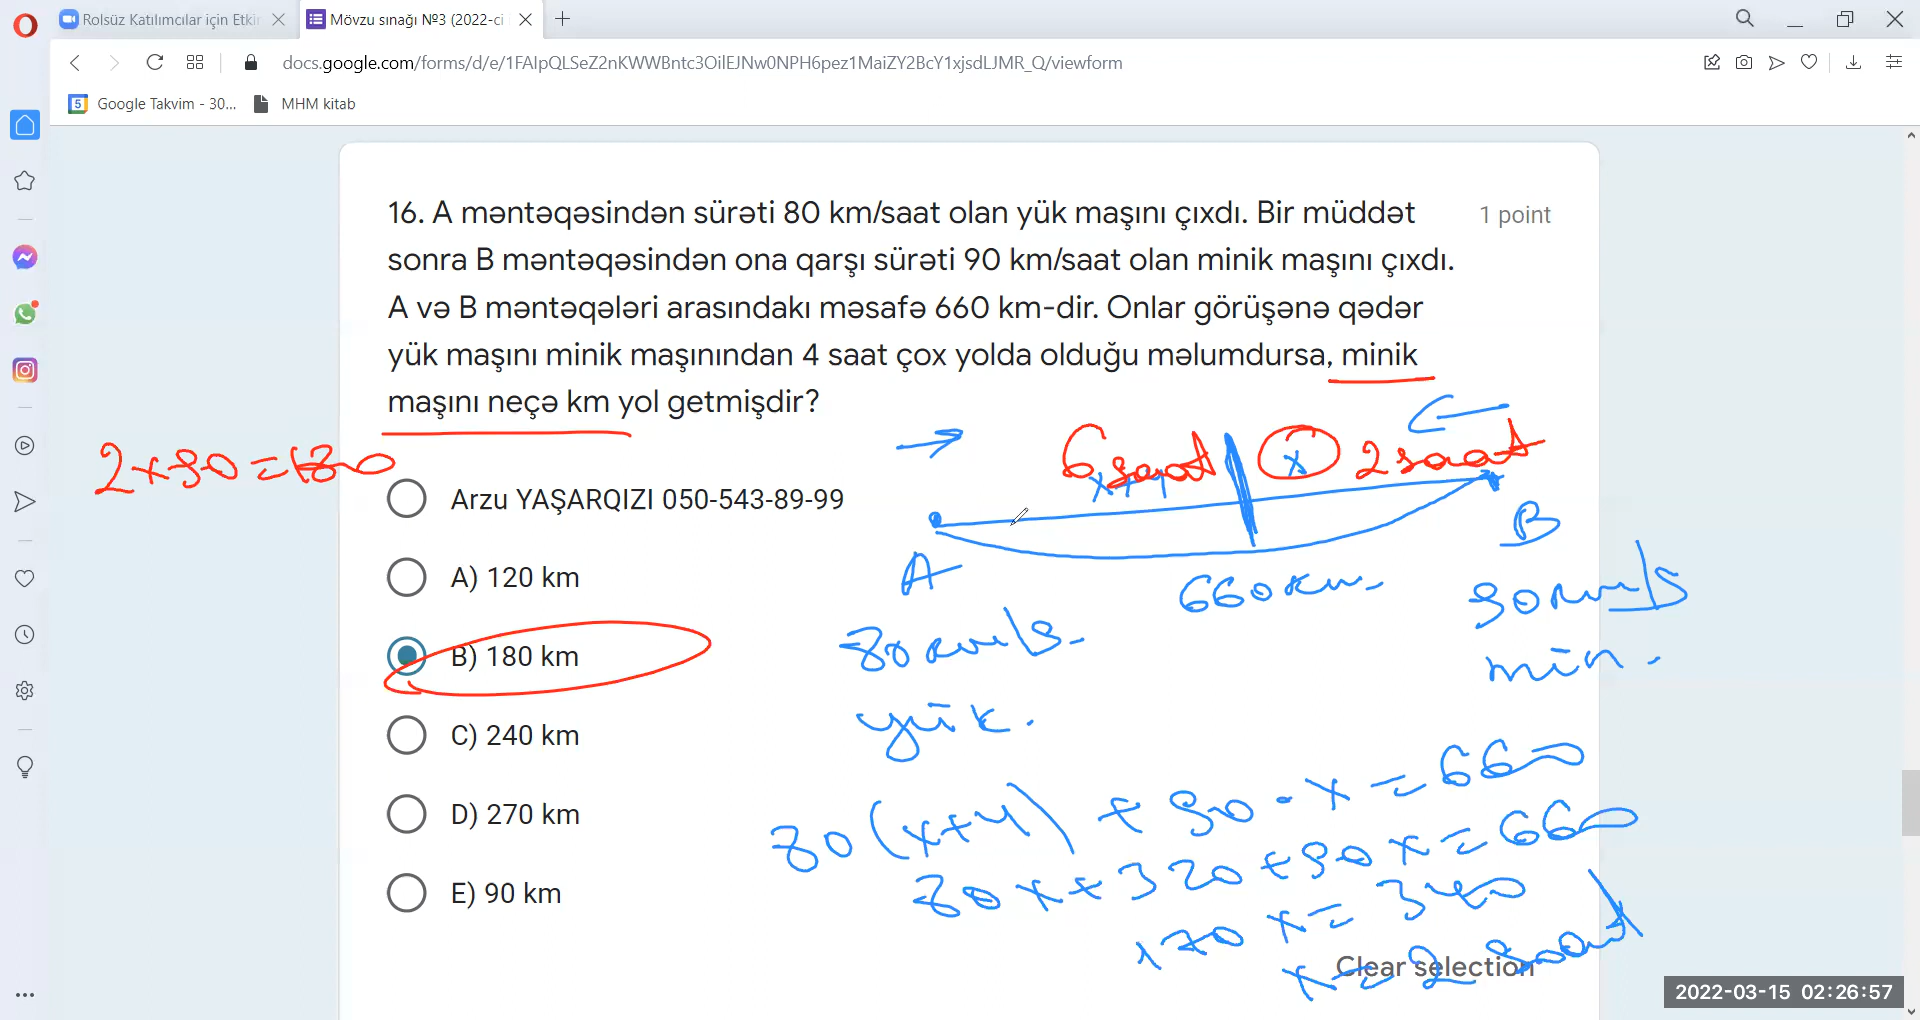 Rolsüz Katılımcılar için Etkir
Mövzu sınağı №3 (2022-ci i
docs.google.com/forms/d/e/1FAIpQLSeZ2nKWWBntc3OilEJNw0NPH6pez1MaiZY2BcY1xjsdLJMR_Q/viewform
5 Google Takvim - 30...
MHM kitab
16. A məntəqəsindən sürəti 80 km/saat olan yük maşını çıxdı. Bir müddət
1 point
sonra B məntəqəsindən ona qarşı sürəti 90 km/saat olan minik maşını çıxdı.
A və B məntəqələri arasındakı məsafə 660 km-dir. Onlar görüşənə qədər
yük maşını minik maşınından 4 saat çox yolda olduğu məlumdursa, minik
maşını neçə km yol getmişdir?
2x90=180
6 saat x 2 saat
x+4
Arzu YAŞARQIZI 050-543-89-99
A B
A) 120 km
660 km.
90 km/s
80 km/s.
B) 180 km
min.
yük.
C) 240 km
80(x+4)+90·x=660
D) 270 km
80x+320+90x=660
E) 90 km
170x=340
x=2 saat
Clear selection
2022-03-15 02:26:57